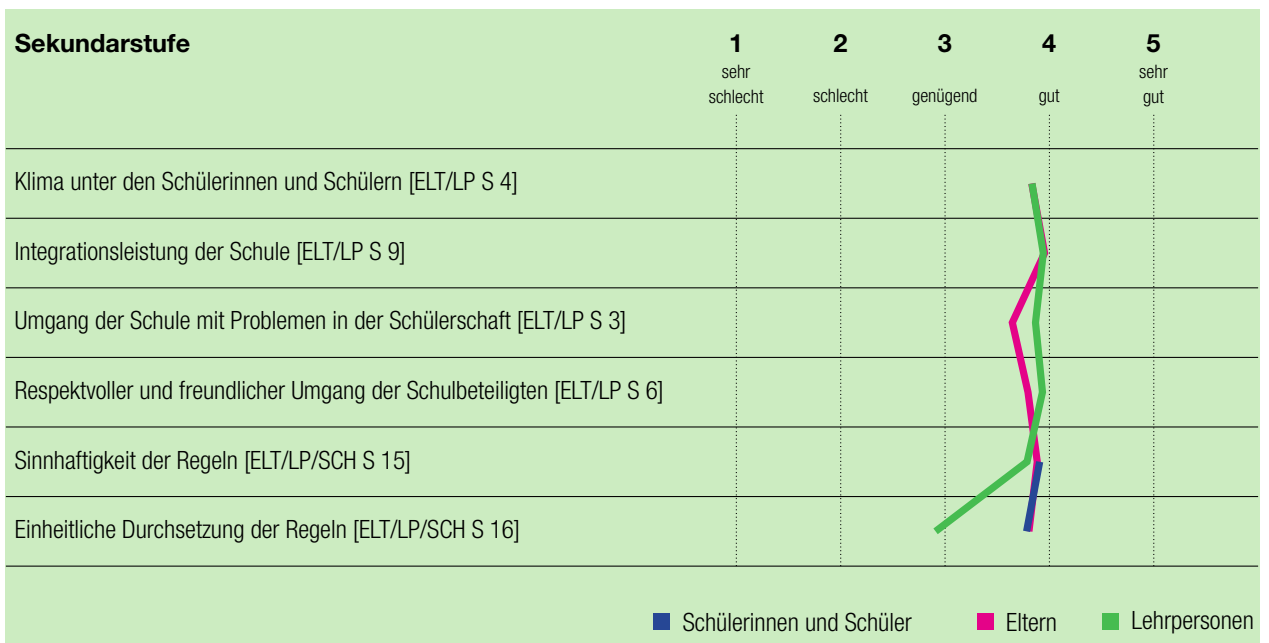 Sekundarstufe 1 2 3 4 5
sehr sehr
schlecht schlecht genügend gut gut
Klima unter den Schülerinnen und Schülern [ELT/LP S 4]
Integrationsleistung der Schule [ELT/LP S 9]
Umgang der Schule mit Problemen in der Schülerschaft [ELT/LP S 3]
Respektvoller und freundlicher Umgang der Schulbeteiligten [ELT/LP S 6]
Sinnhaftigkeit der Regeln [ELT/LP/SCH S 15]
Einheitliche Durchsetzung der Regeln [ELT/LP/SCH S 16]
Schülerinnen und Schüler Eltern Lehrpersonen